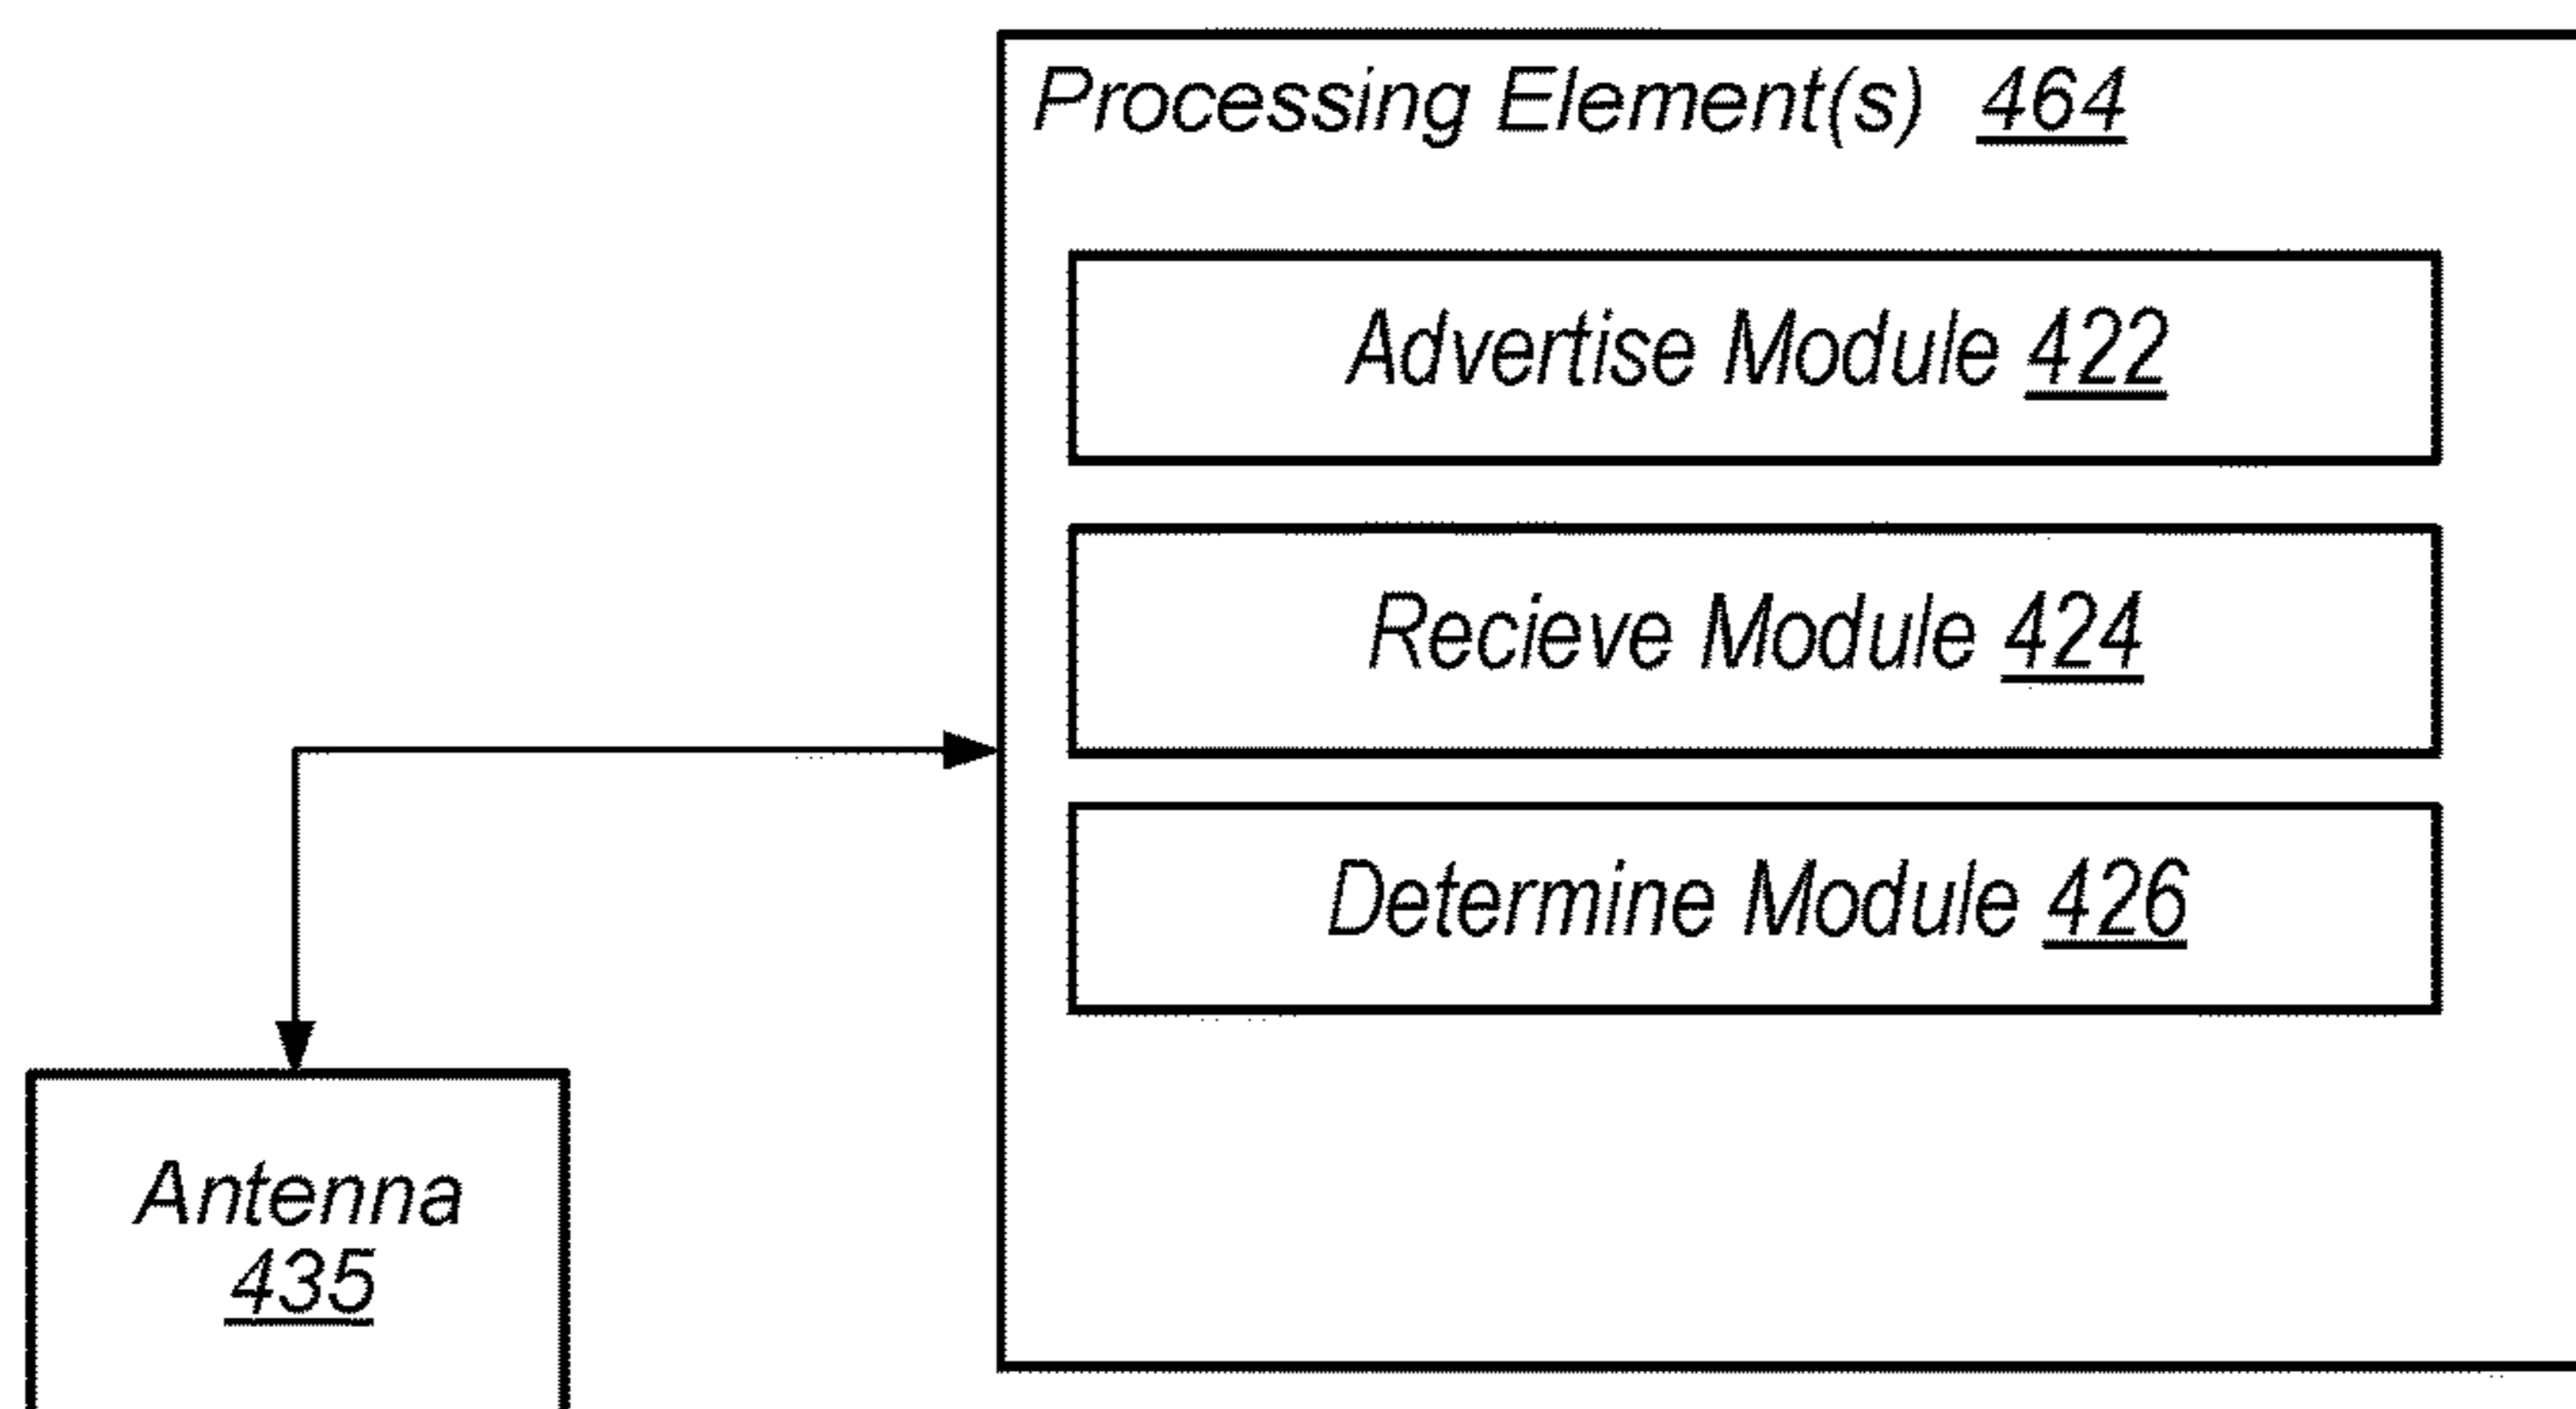 Processing Element(s) 464
Advertise Module 422
Recieve Module 424
Determine Module 426
Antenna
435